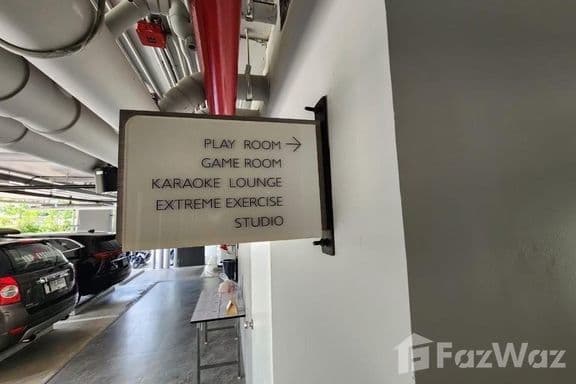 PLAY ROOM →
GAME ROOM
KARAOKE LOUNGE
EXTREME EXERCISE
STUDIO
FazWaz